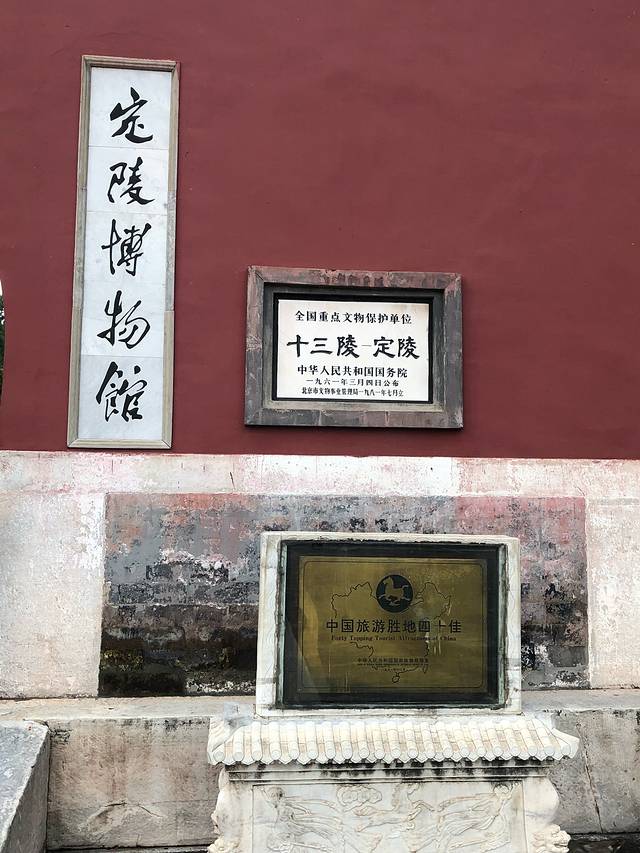 定陵博物馆
全国重点文物保护单位
十三陵—定陵
中华人民共和国国务院
一九六一年三月四日公布
北京市文物事业管理局一九八一年七月立
中国旅游胜地四十佳
Forty Topping Tourist Attractions of China